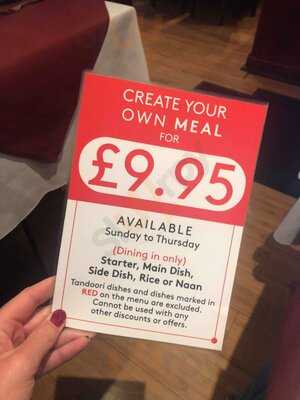 CREATE YOUR
OWN MEAL
FOR
£9.95
AVAILABLE
Sunday to Thursday
(Dining in only)
Starter, Main Dish,
Side Dish, Rice or Naan
Tandoori dishes and dishes marked in
RED on the menu are excluded.
Cannot be used with any
other discounts or offers.